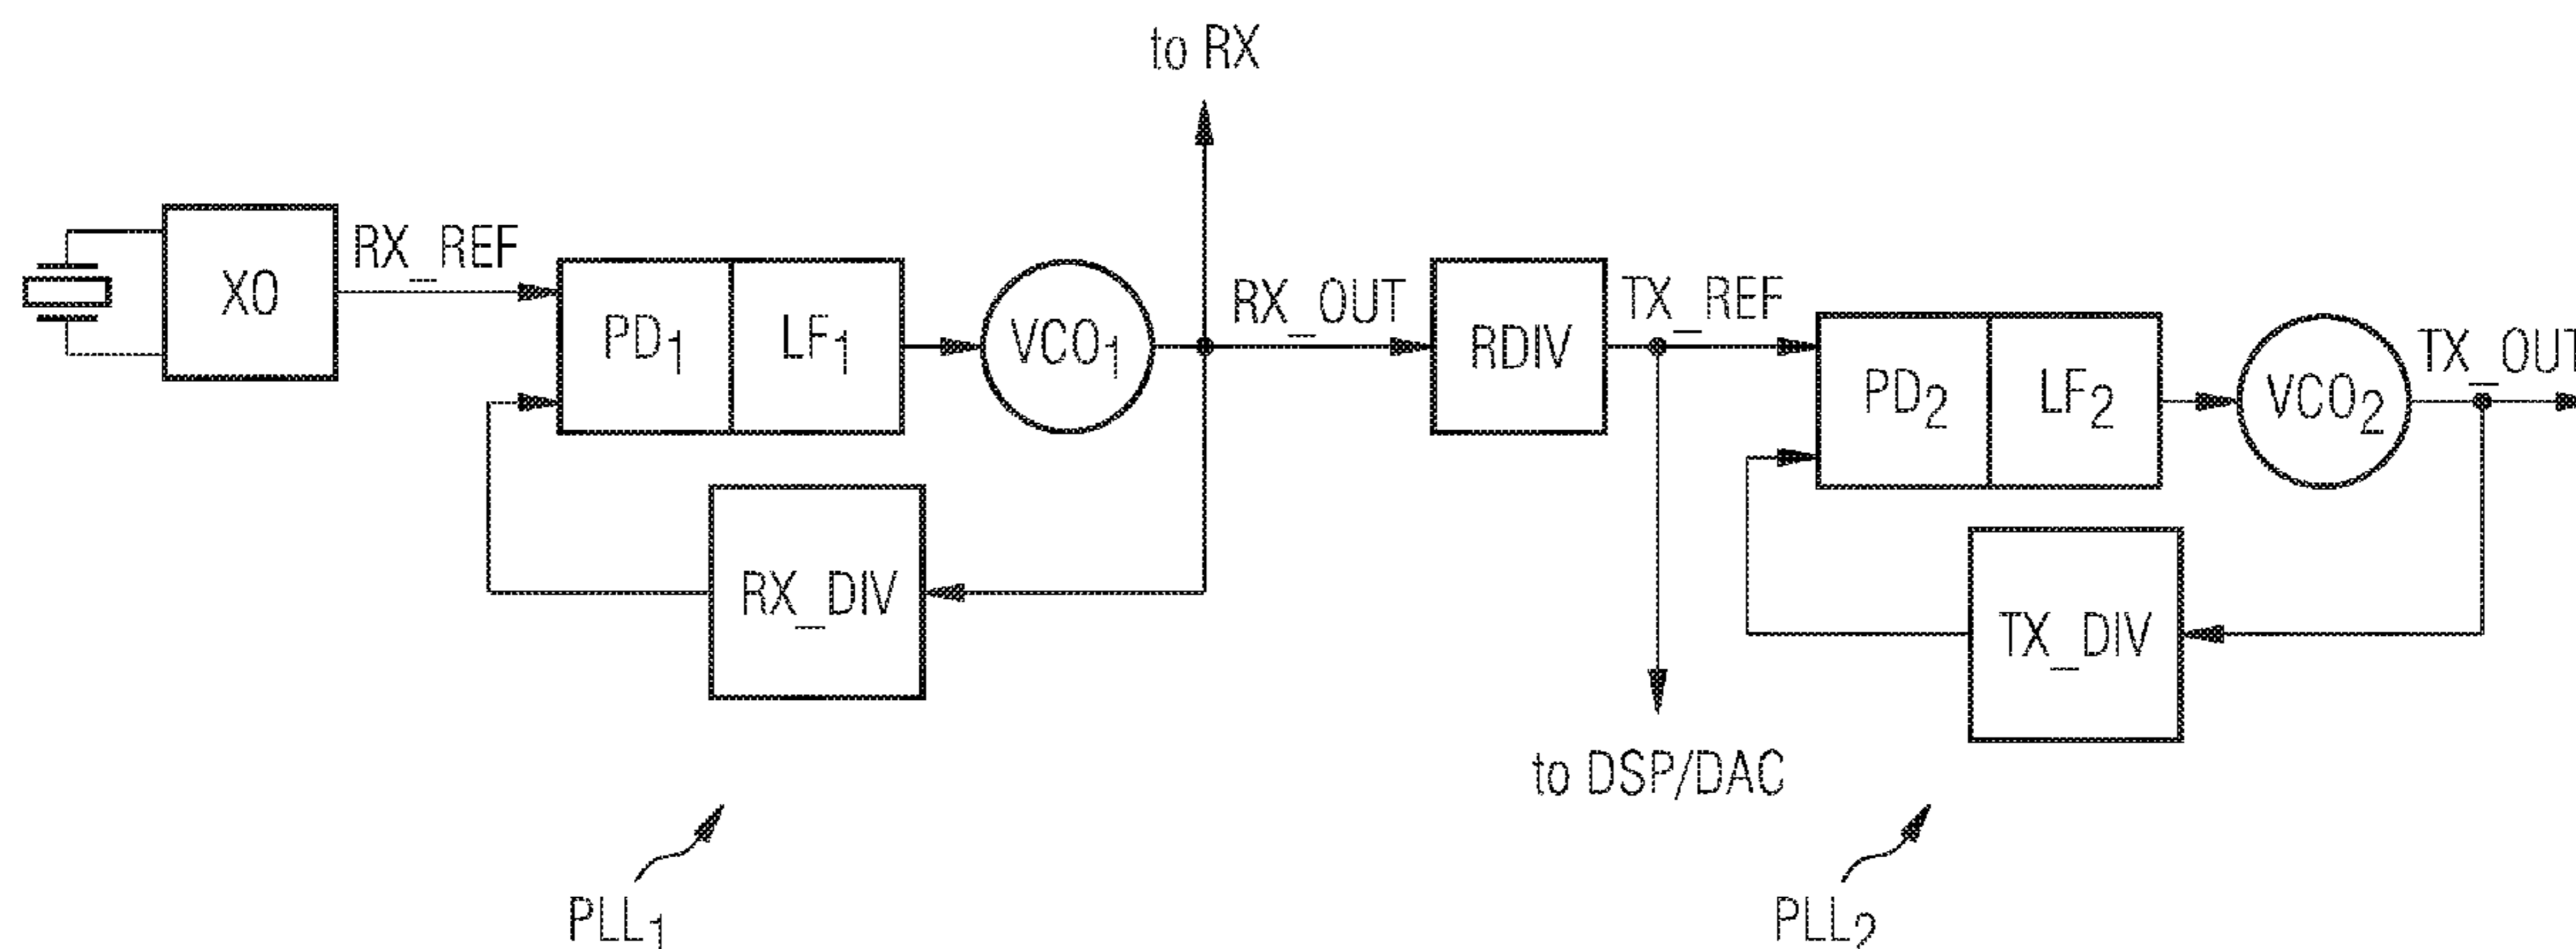 to RX
XO
RX_REF
PD1
LF1
VCO1
RX_OUT
RDIV
TX_REF
PD2
LF2
VCO2
TX_OUT
RX_DIV
TX_DIV
to DSP/DAC
PLL1
PLL2